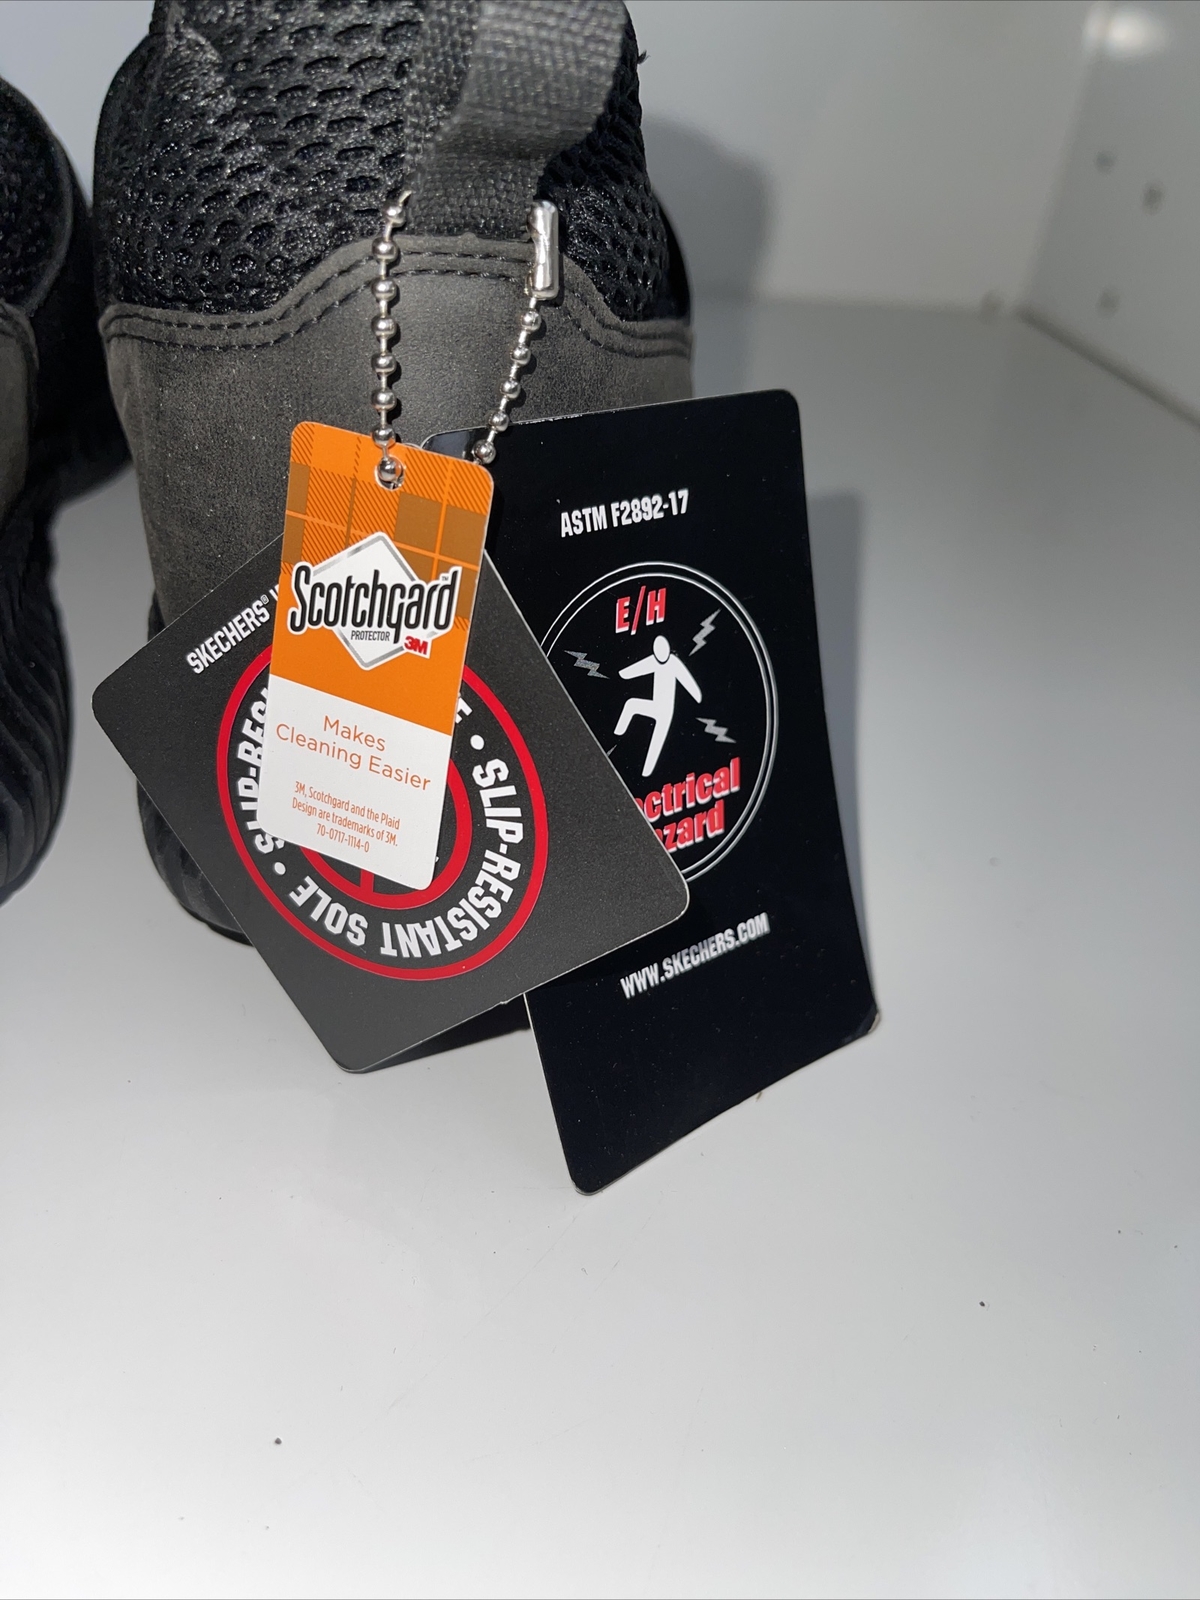 ASTM F2892-17
E/H
WWW.SKECHERS.COM
Scotchgard™
PROTECTOR
3M
Makes
Cleaning Easier
3M, Scotchgard and the Plaid
Design are trademarks of 3M.
70-0717-1114-0
SKECHERS®
• SLIP-RESISTANT SOLE •